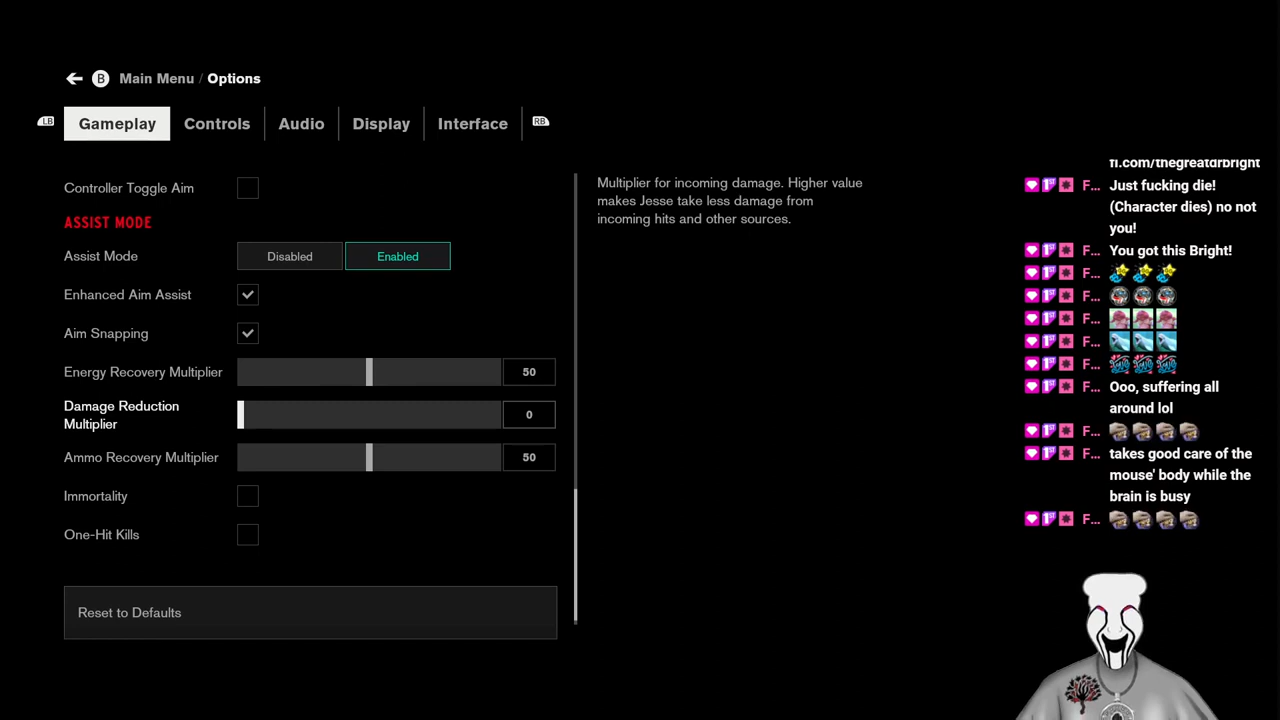 B Main Menu / Options
LB Gameplay Controls Audio Display Interface RB
Controller Toggle Aim
ASSIST MODE
Assist Mode Disabled Enabled
Enhanced Aim Assist
Aim Snapping
Energy Recovery Multiplier 50
Damage Reduction
Multiplier 0
Ammo Recovery Multiplier 50
Immortality
One-Hit Kills
Reset to Defaults
Multiplier for incoming damage. Higher value
makes Jesse take less damage from
incoming hits and other sources.
fi.com/thegreatdrbright
F... Just fucking die!
(Character dies) no not
you!
F... You got this Bright!
F...
F...
F...
F...
F...
F... Ooo, suffering all
around lol
F...
F... takes good care of the
mouse' body while the
brain is busy
F...